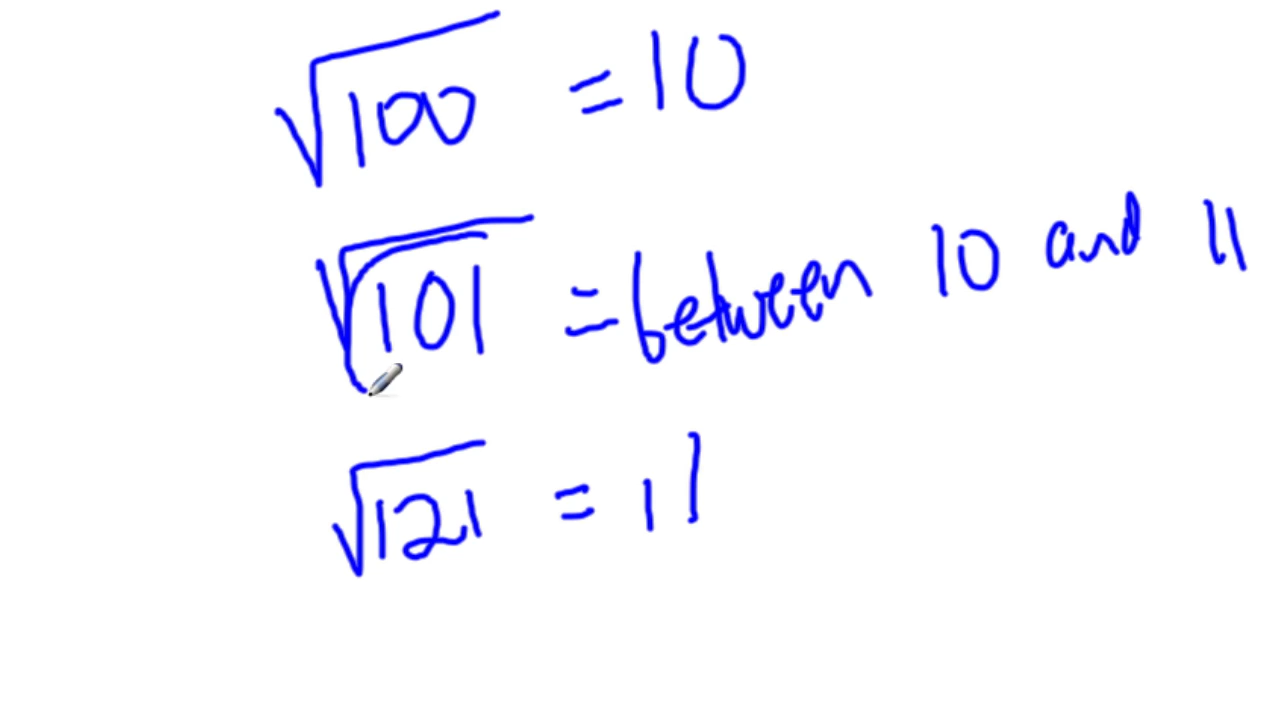 √100 = 10
√101 = between 10 and 11
√121 = 11